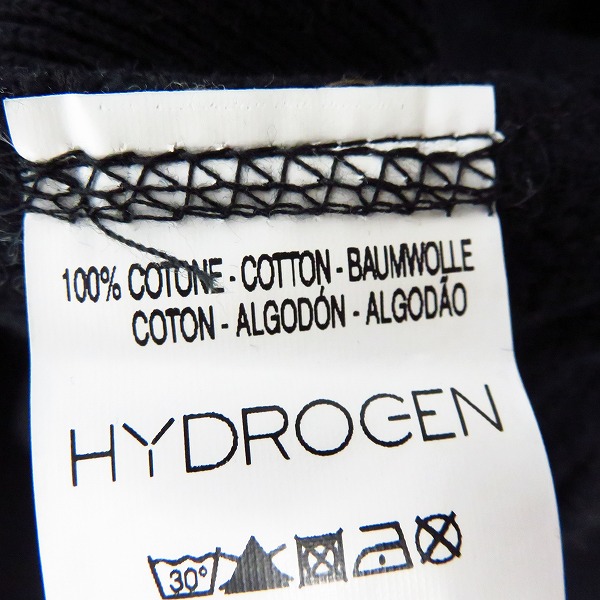 100% COTONE - COTTON - BAUMWOLLE
COTON - ALGODÓN - ALGODÃO
HYDROGEN
30°